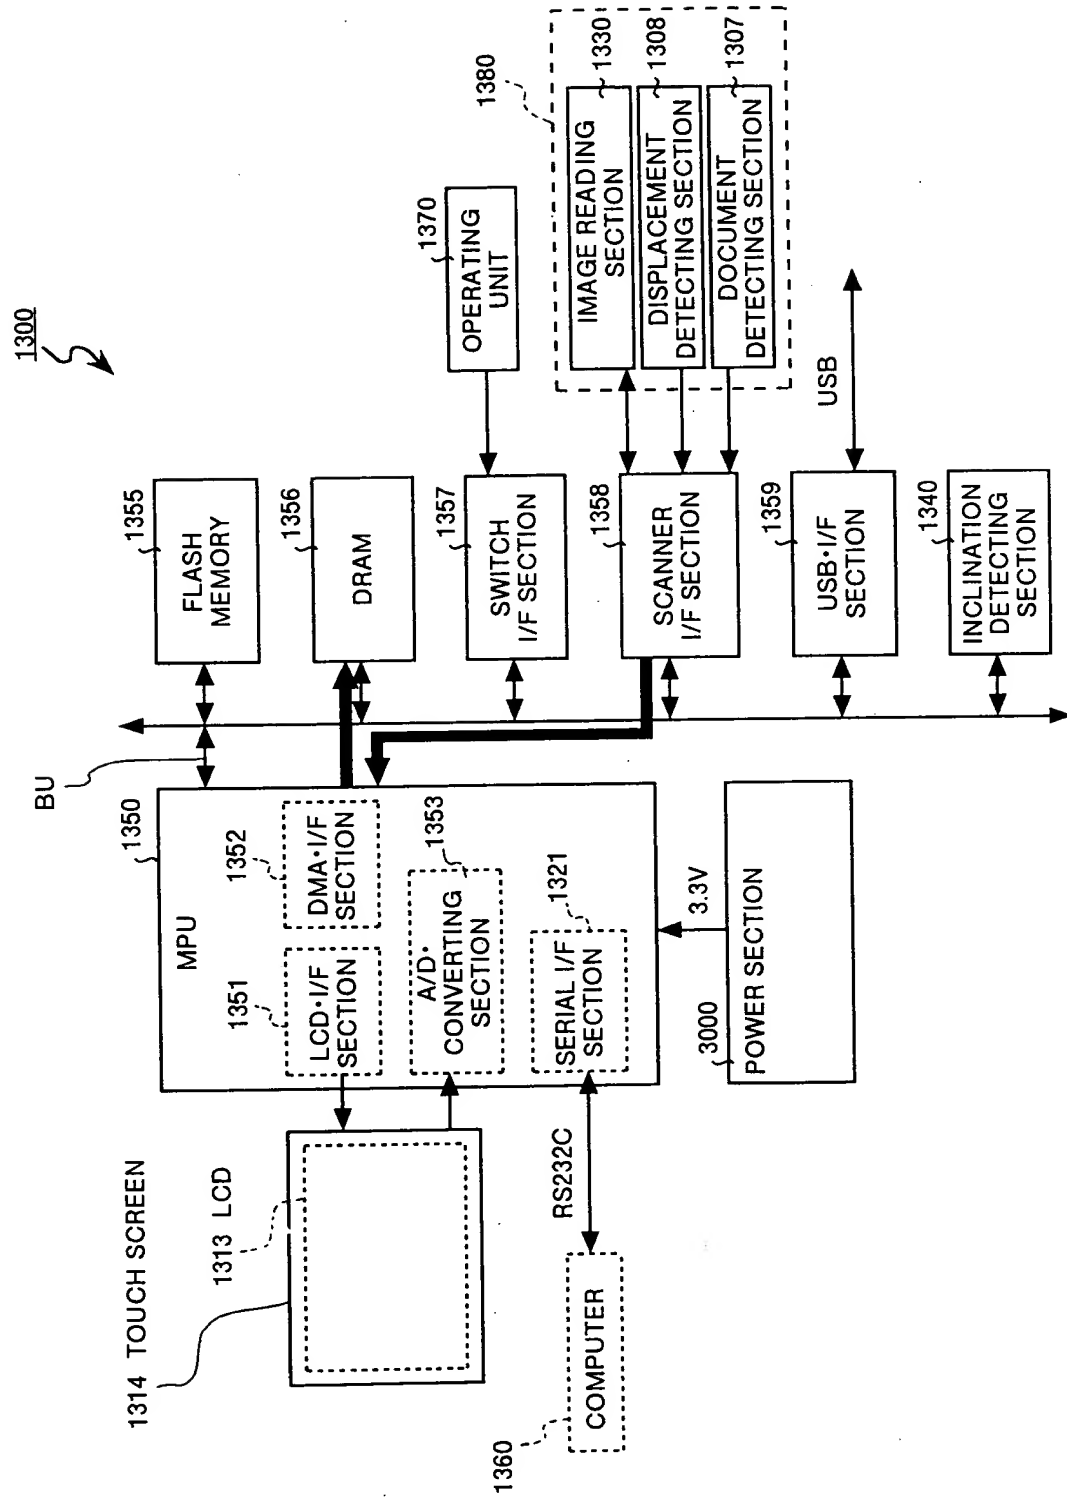 1300
1380
1330
1308
1307
IMAGE READING
SECTION
DISPLACEMENT
DETECTING SECTION
DOCUMENT
DETECTING SECTION
1370
OPERATING
UNIT
USB
1355
FLASH
MEMORY
1356
DRAM
1357
SWITCH
I/F SECTION
1358
SCANNER
I/F SECTION
1359
USB•I/F
SECTION
1340
INCLINATION
DETECTING
SECTION
BU
1350
MPU
1352
DMA•I/F
SECTION
1351
LCD•I/F
SECTION
1353
A/D•
CONVERTING
SECTION
1321
SERIAL I/F
SECTION
3.3V
3000
POWER SECTION
1314 TOUCH SCREEN
1313 LCD
RS232C
1360
COMPUTER